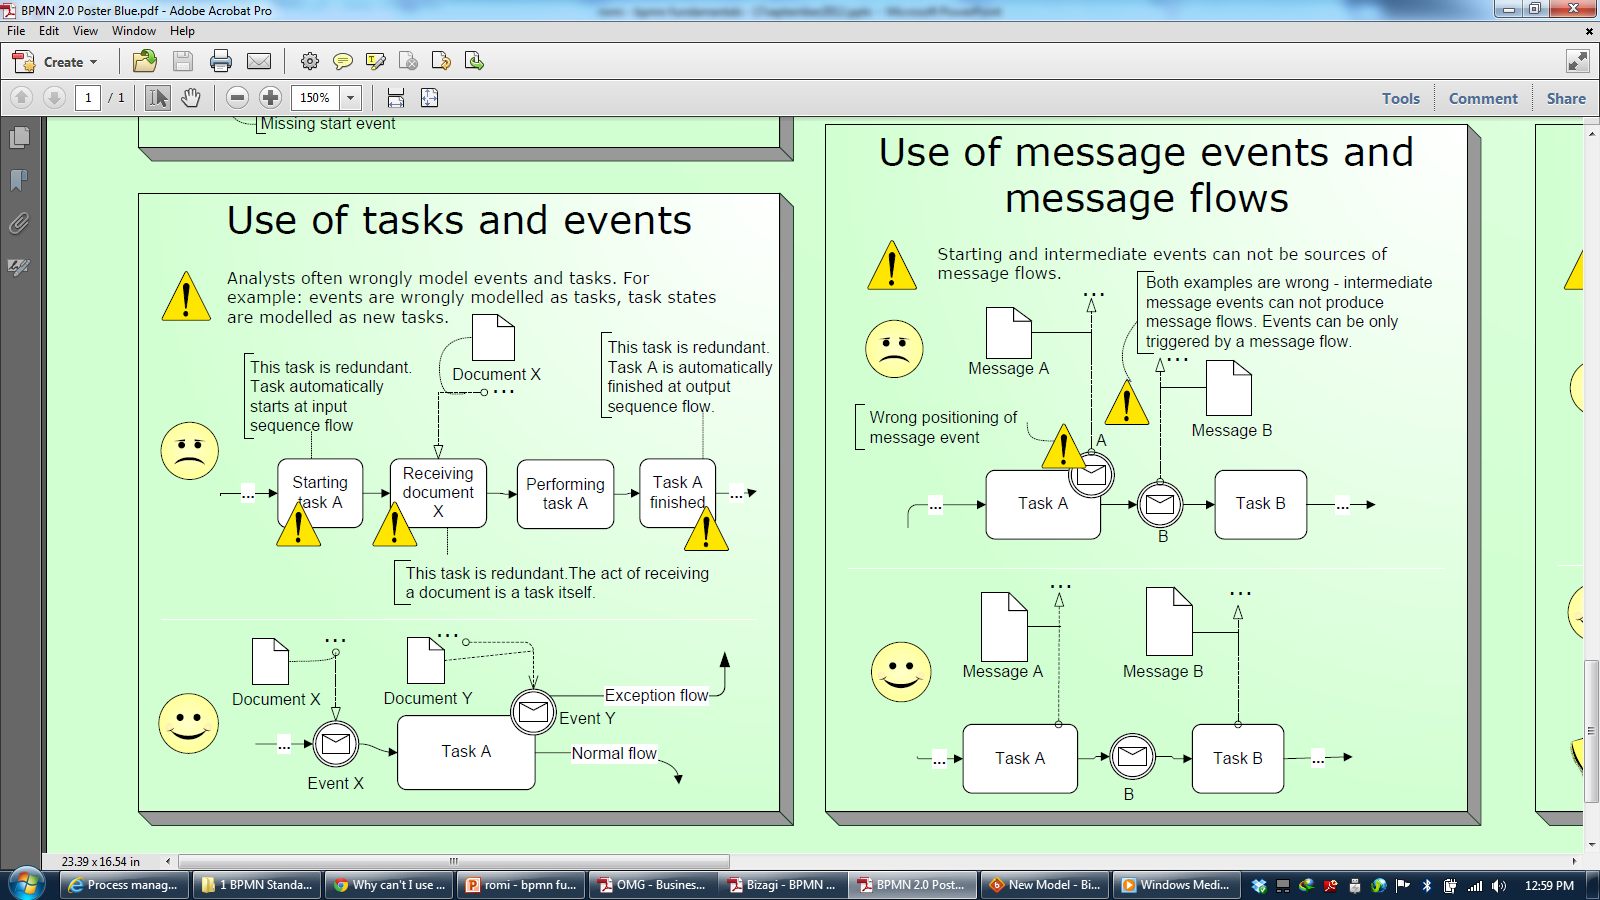 BPMN 2.0 Poster Blue.pdf - Adobe Acrobat Pro
File Edit View Window Help
Create
1 / 1
150%
Tools Comment Share
Missing start event
Use of tasks and events
Analysts often wrongly model events and tasks. For
example: events are wrongly modelled as tasks, task states
are modelled as new tasks.
This task is redundant.
Task automatically
starts at input
sequence flow
Document X
...
This task is redundant.
Task A is automatically
finished at output
sequence flow.
...
Starting
task A
Receiving
document
X
Performing
task A
Task A
finished
...
This task is redundant.The act of receiving
a document is a task itself.
...
Document X
...
Document Y
...
Event X
Task A
Event Y
Exception flow
Normal flow
Use of message events and
message flows
Starting and intermediate events can not be sources of
message flows.
Both examples are wrong - intermediate
message events can not produce
message flows. Events can be only
triggered by a message flow.
...
Message A
...
Message B
Wrong positioning of
message event
A
...
Task A
B
Task B
...
...
Message A
...
Message B
...
Task A
B
Task B
...
23.39 x 16.54 in
Process manag...
1 BPMN Standa...
Why can't I use ...
romi - bpmn fu...
OMG - Busines...
Bizagi - BPMN ...
BPMN 2.0 Post...
New Model - Bi...
Windows Medi...
12:59 PM